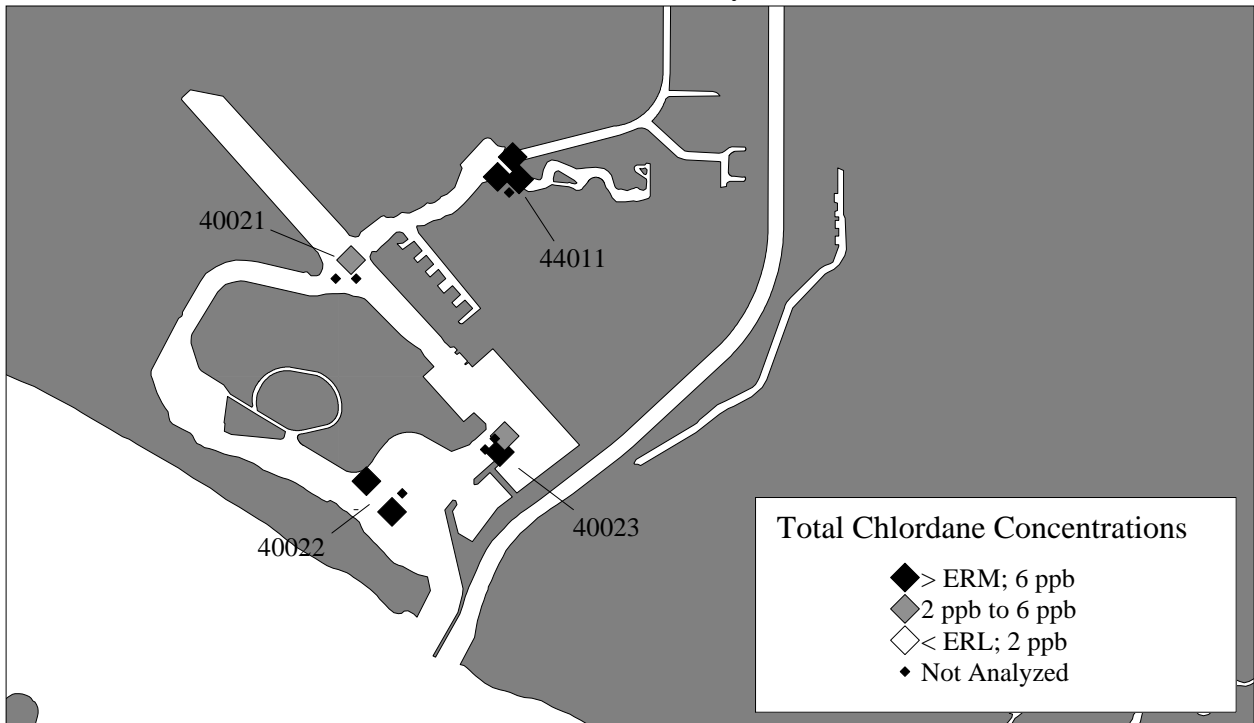 40021
44011
40022
40023
Total Chlordane Concentrations
> ERM; 6 ppb
2 ppb to 6 ppb
< ERL; 2 ppb
Not Analyzed